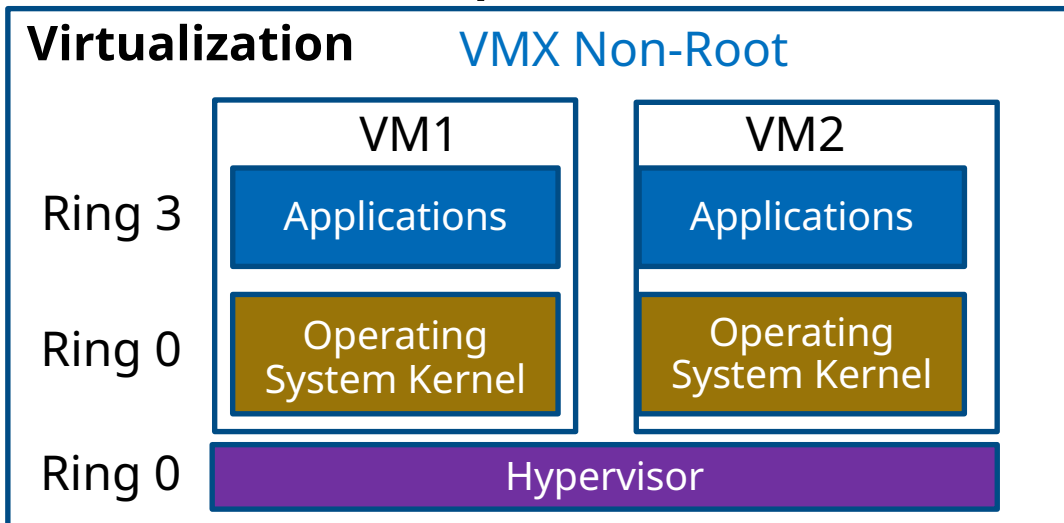 Virtualization
VMX Non-Root
VM1
VM2
Ring 3
Applications
Applications
Ring 0
Operating
System Kernel
Operating
System Kernel
Ring 0
Hypervisor